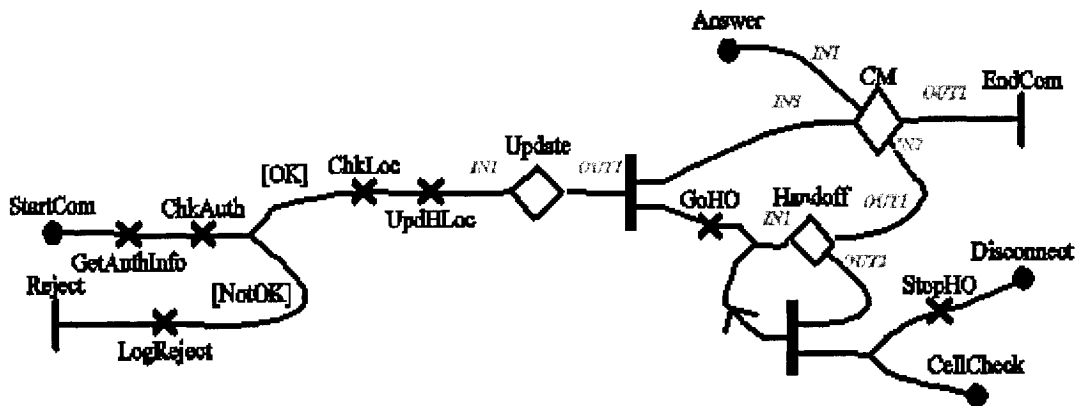 Answer
IN1
CM
EndCom
OUT1
IN3
[OK]
ChkLoc
IN1
Update
OUT1
IN2
StartCom
ChkAuth
UpdHLoc
GoHO
IN1
Handoff
OUT1
GetAuthInfo
Disconnect
Reject
[NotOK]
OUT2
StopHO
LogReject
CellCheck